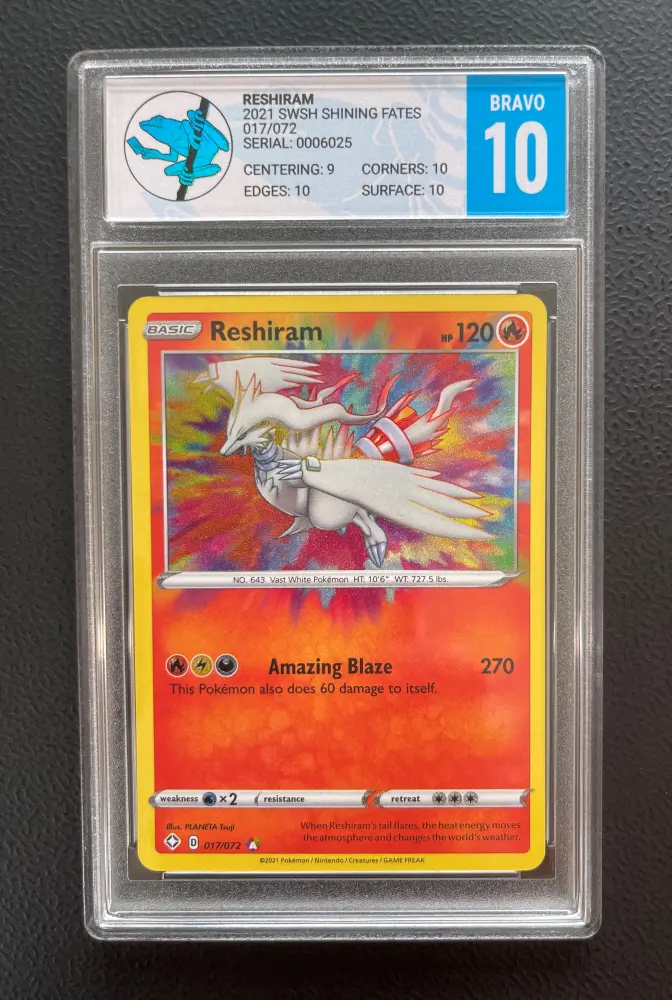 RESHIRAM
2021 SWSH SHINING FATES
017/072
SERIAL: 0006025
CENTERING: 9 CORNERS: 10
EDGES: 10 SURFACE: 10
BRAVO
10
BASIC Reshiram HP 120
NO. 643 Vast White Pokémon HT: 10'6" WT: 727.5 lbs.
Amazing Blaze 270
This Pokémon also does 60 damage to itself.
weakness ×2 resistance retreat
Illus. PLANETA Tsuji
When Reshiram's tail flares, the heat energy moves
the atmosphere and changes the world's weather.
D 017/072 A
©2021 Pokémon / Nintendo / Creatures / GAME FREAK